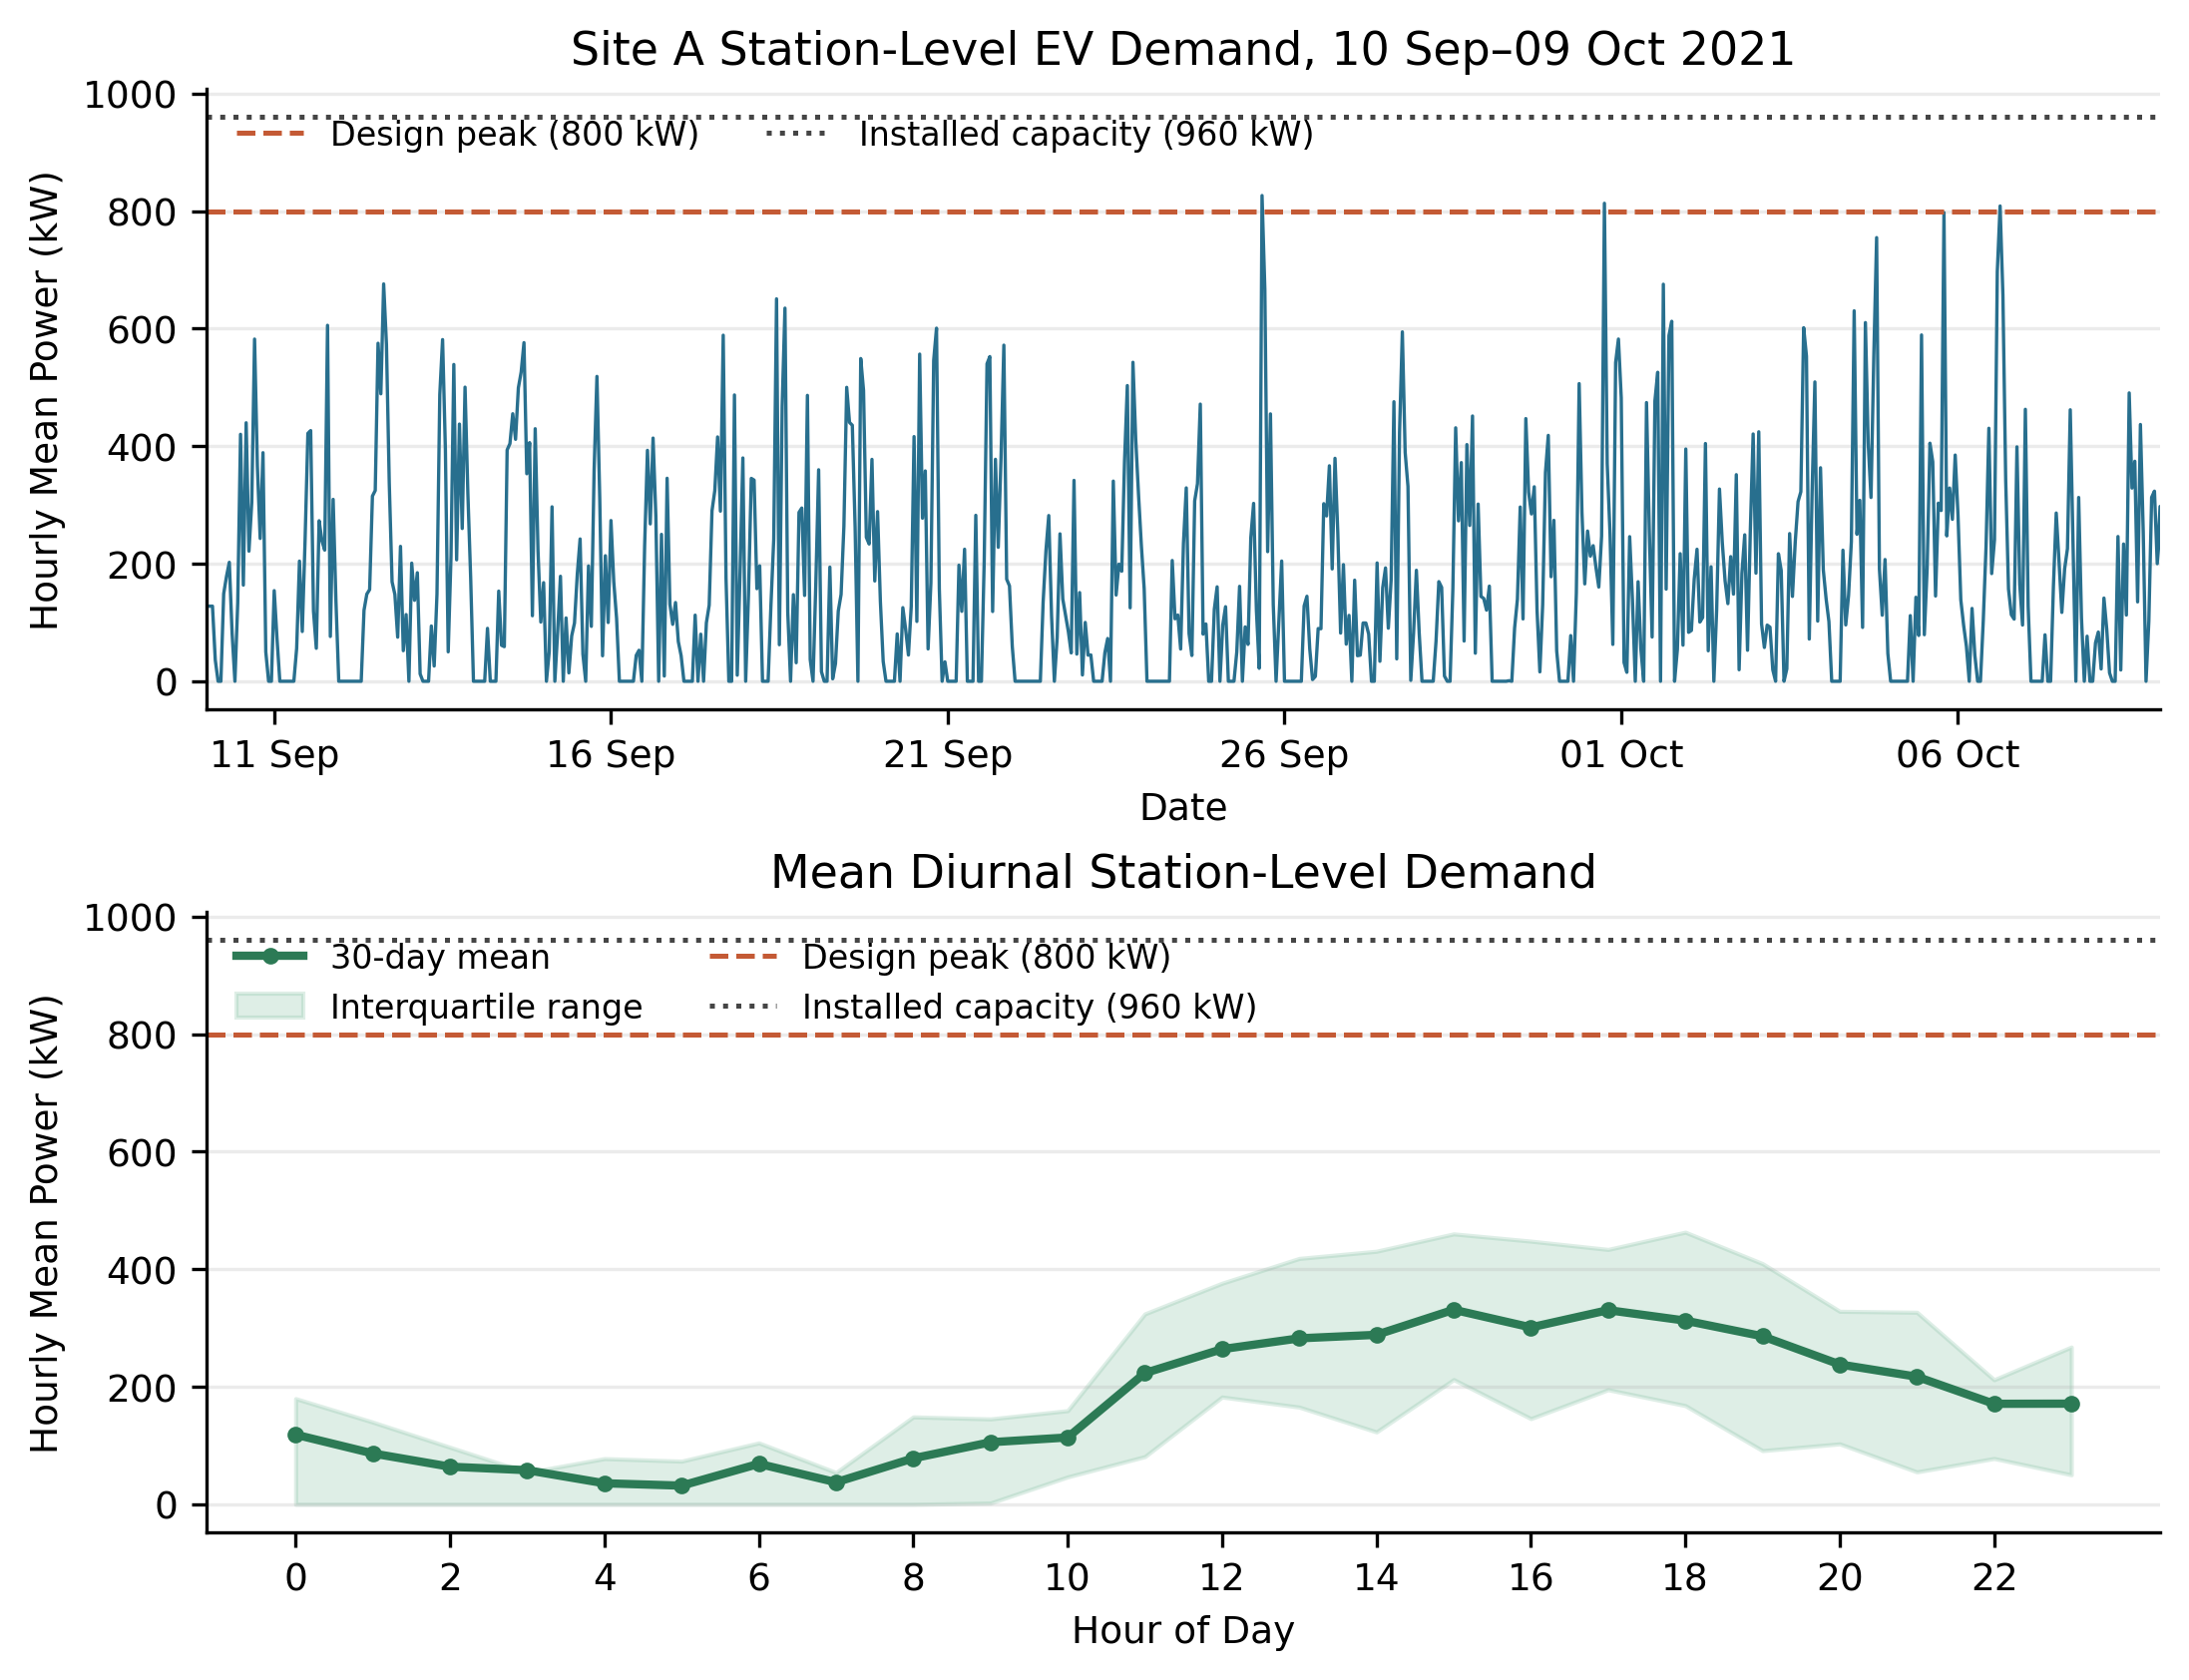 Site A Station-Level EV Demand, 10 Sep–09 Oct 2021
1000
800
600
400
200
0
Hourly Mean Power (kW)
Design peak (800 kW)
Installed capacity (960 kW)
11 Sep
16 Sep
21 Sep
26 Sep
01 Oct
06 Oct
Date
Mean Diurnal Station-Level Demand
1000
800
600
400
200
0
Hourly Mean Power (kW)
30-day mean
Interquartile range
Design peak (800 kW)
Installed capacity (960 kW)
0
2
4
6
8
10
12
14
16
18
20
22
Hour of Day